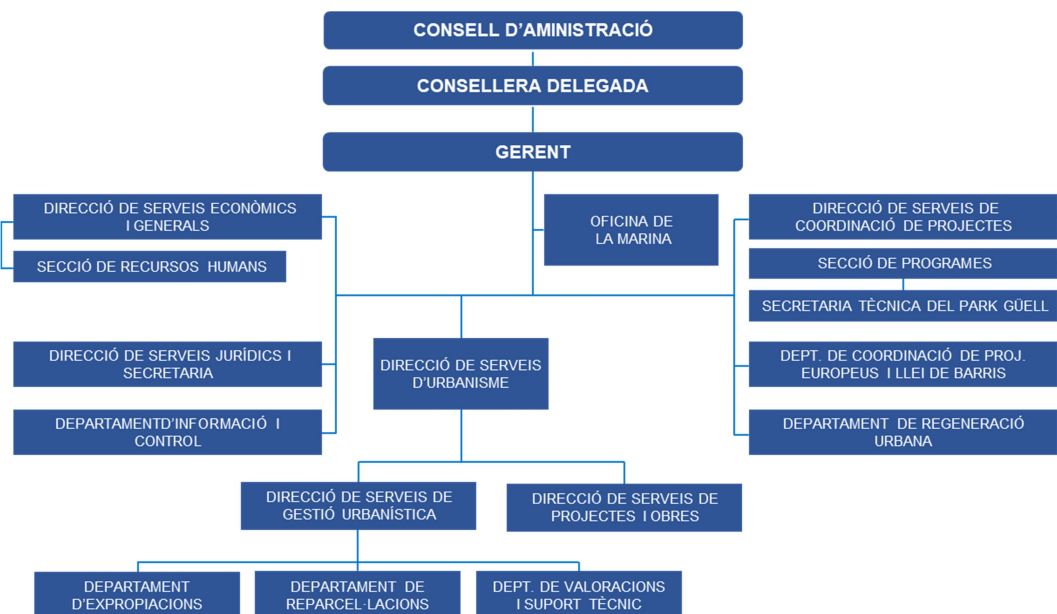 CONSELL D'AMINISTRACIÓ
CONSELLERA DELEGADA
GERENT
DIRECCIÓ DE SERVEIS ECONÒMICS
I GENERALS
SECCIÓ DE RECURSOS HUMANS
OFICINA DE
LA MARINA
DIRECCIÓ DE SERVEIS DE
COORDINACIÓ DE PROJECTES
SECCIÓ DE PROGRAMES
SECRETARIA TÈCNICA DEL PARK GÜELL
DIRECCIÓ DE SERVEIS JURÍDICS I
SECRETARIA
DIRECCIÓ DE SERVEIS
D'URBANISME
DEPT. DE COORDINACIÓ DE PROJ.
EUROPEUS I LLEI DE BARRIS
DEPARTAMENTD'INFORMACIÓ I
CONTROL
DEPARTAMENT DE REGENERACIÓ
URBANA
DIRECCIÓ DE SERVEIS DE
GESTIÓ URBANÍSTICA
DIRECCIÓ DE SERVEIS DE
PROJECTES I OBRES
DEPARTAMENT
D'EXPROPIACIONS
DEPARTAMENT DE
REPARCEL·LACIONS
DEPT. DE VALORACIONS
I SUPORT TÈCNIC